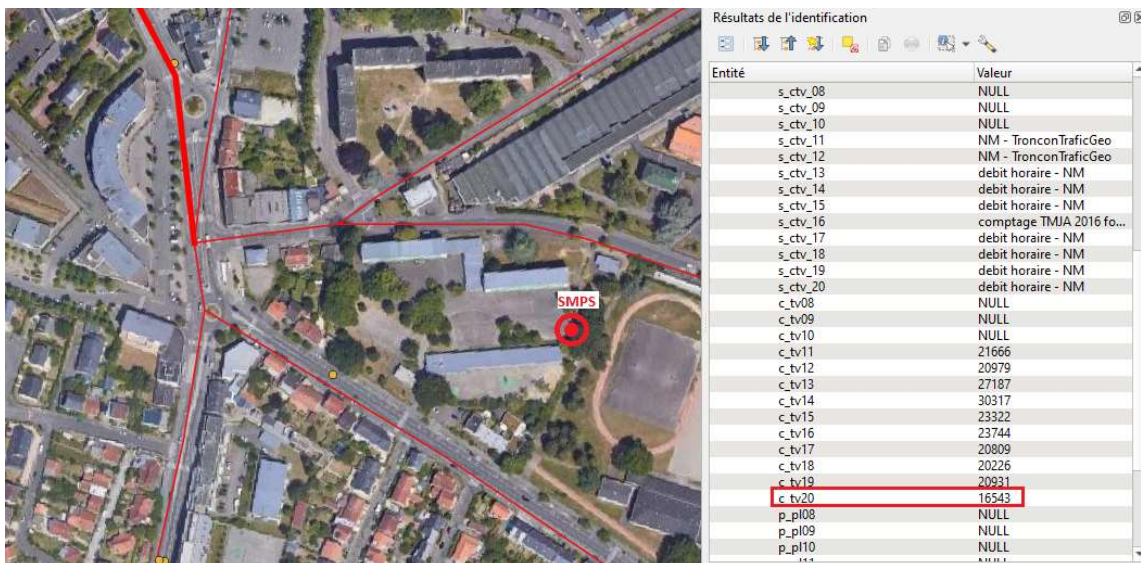 SMPS
Résultats de l'identification
Entité Valeur
s_ctv_08 NULL
s_ctv_09 NULL
s_ctv_10 NULL
s_ctv_11 NM - TronconTraficGeo
s_ctv_12 NM - TronconTraficGeo
s_ctv_13 debit horaire - NM
s_ctv_14 debit horaire - NM
s_ctv_15 debit horaire - NM
s_ctv_16 comptage TMJA 2016 fo...
s_ctv_17 debit horaire - NM
s_ctv_18 debit horaire - NM
s_ctv_19 debit horaire - NM
s_ctv_20 debit horaire - NM
c_tv08 NULL
c_tv09 NULL
c_tv10 NULL
c_tv11 21666
c_tv12 20979
c_tv13 27187
c_tv14 30317
c_tv15 23322
c_tv16 23744
c_tv17 20809
c_tv18 20226
c_tv19 20931
c_tv20 16543
p_pl08 NULL
p_pl09 NULL
p_pl10 NULL